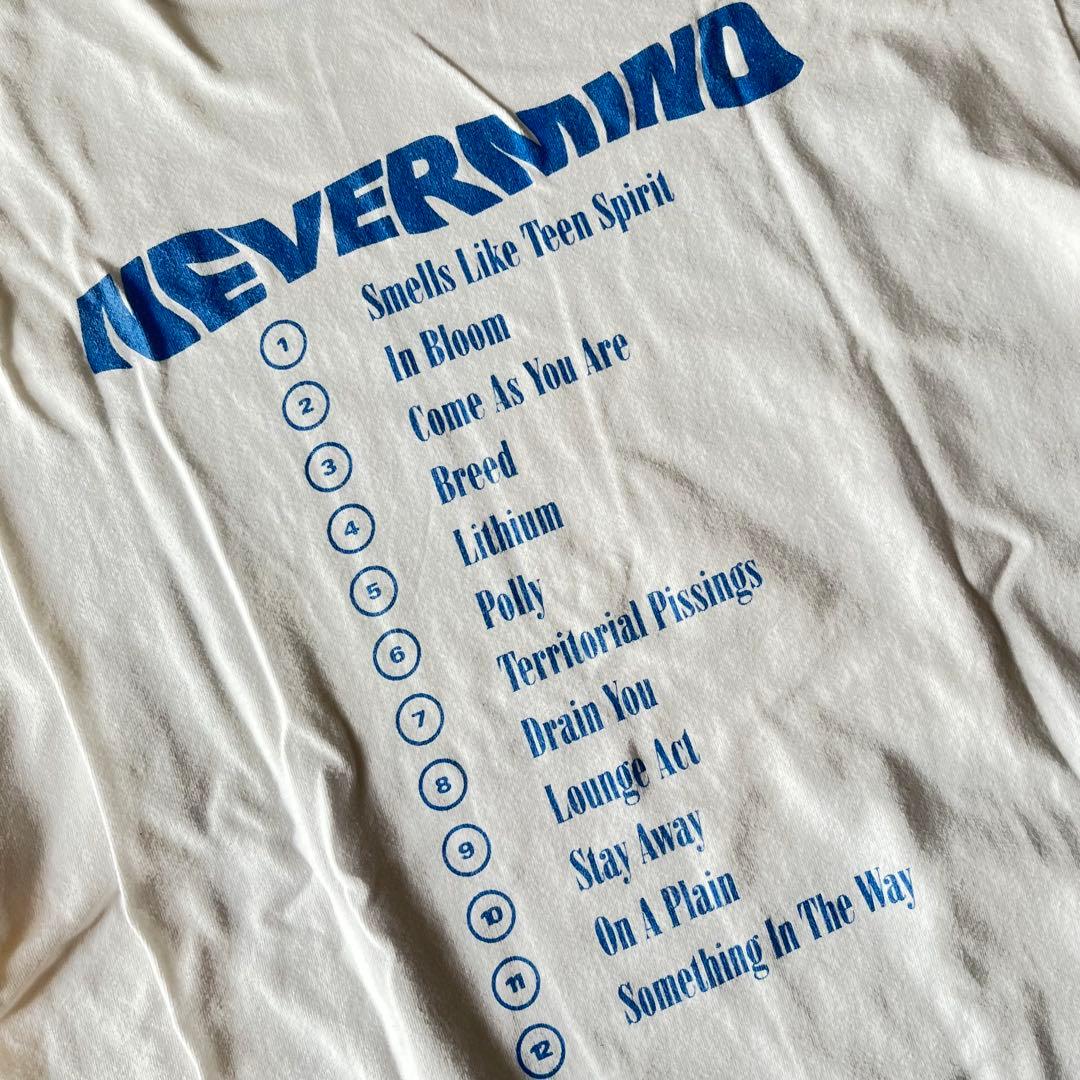 NEVERMIND
1 Smells Like Teen Spirit
2 In Bloom
3 Come As You Are
4 Breed
5 Lithium
6 Polly
7 Territorial Pissings
8 Drain You
9 Lounge Act
10 Stay Away
11 On A Plain
12 Something In The Way